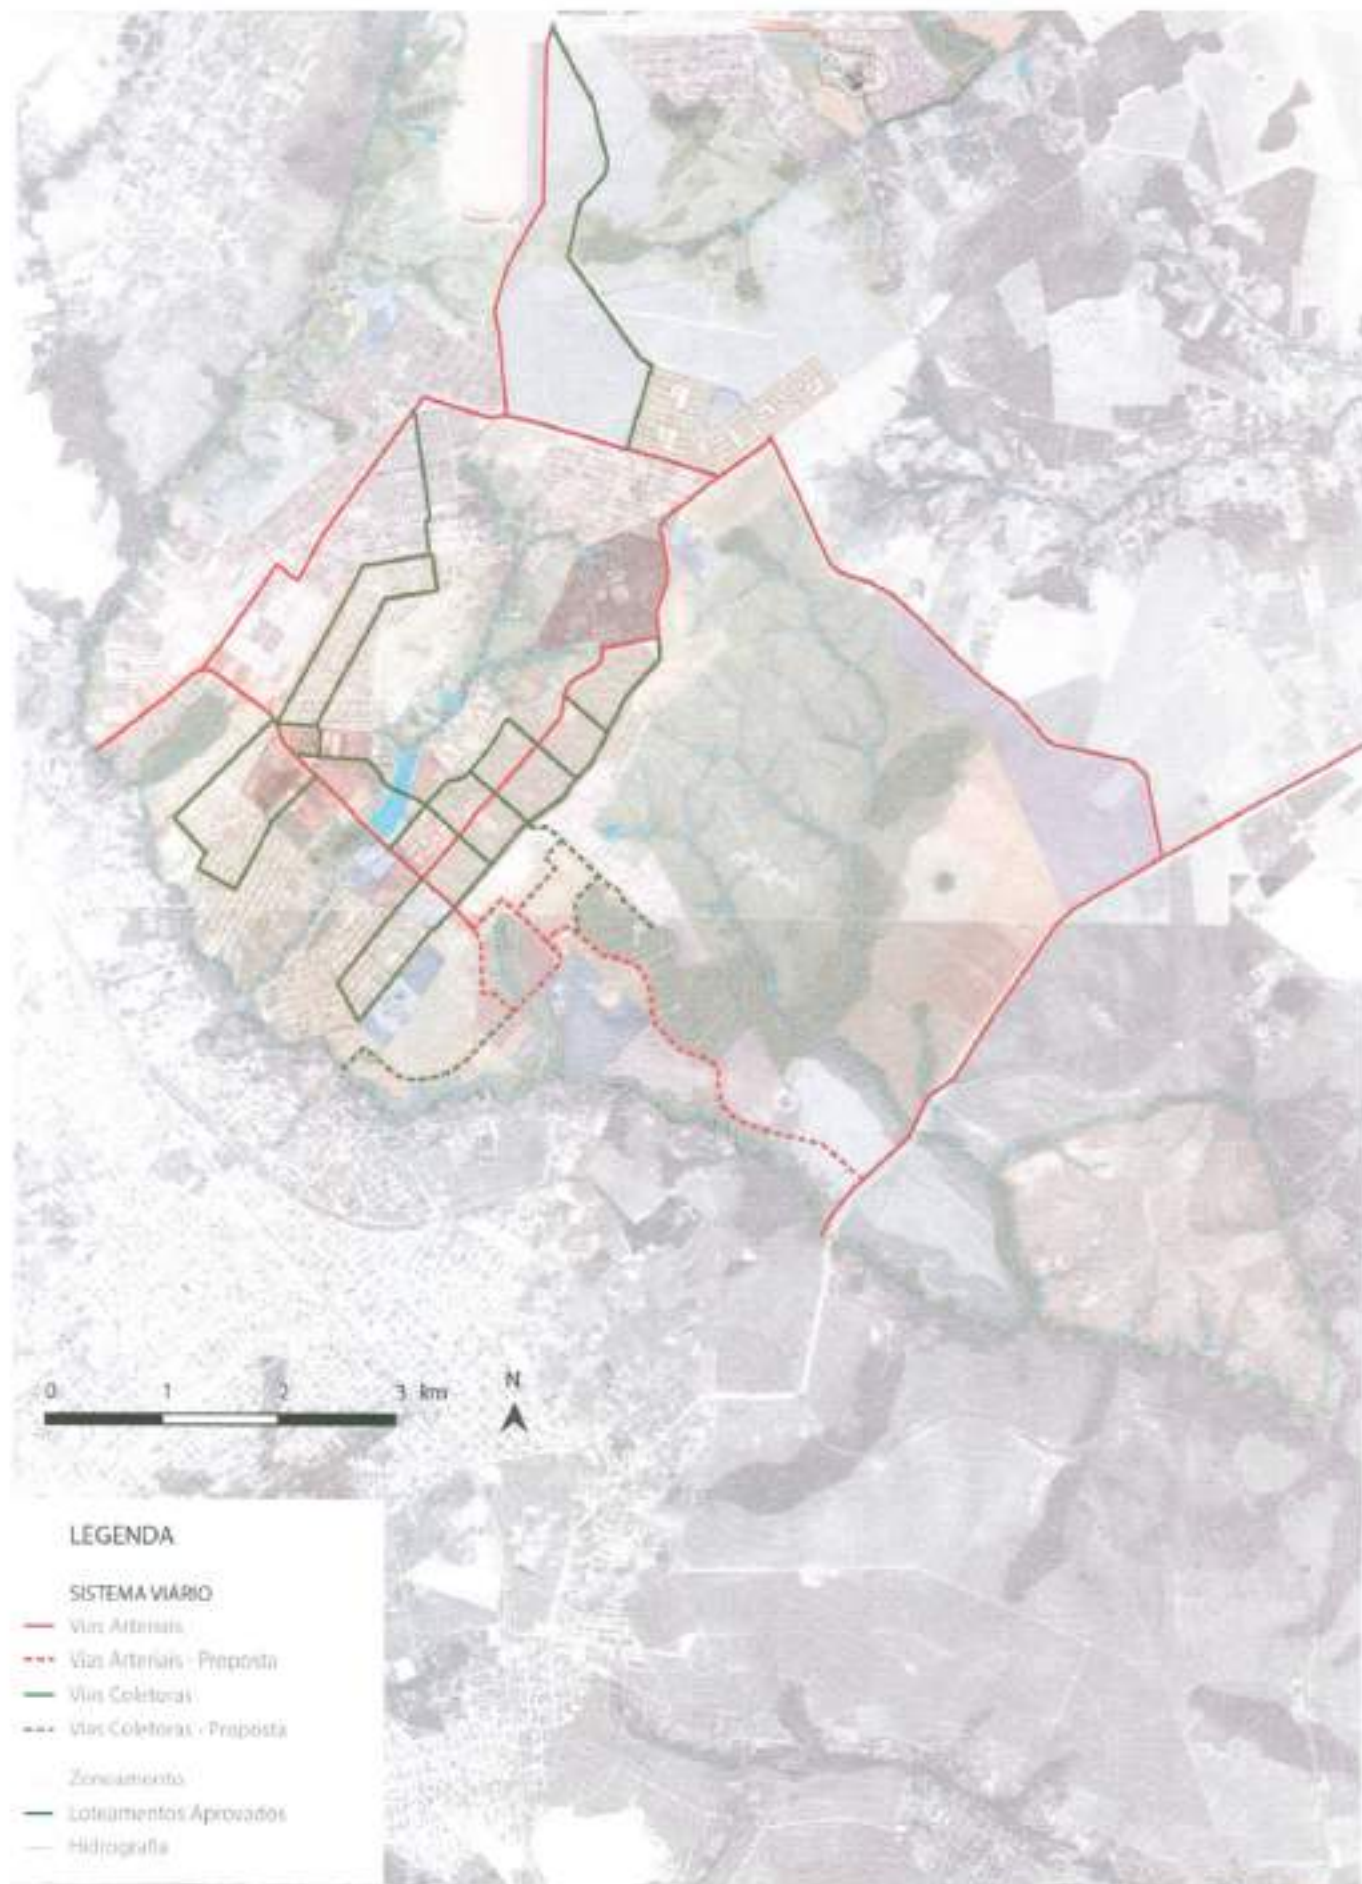 0 1 2 3 kms
N
LEGENDA
SISTEMA VIÁRIO
Vias Arteriais
Vias Arteriais - Proposta
Vias Coletoras
Vias Coletoras - Proposta
Zoneamento
Loteamentos Aprovados
Hidrografia